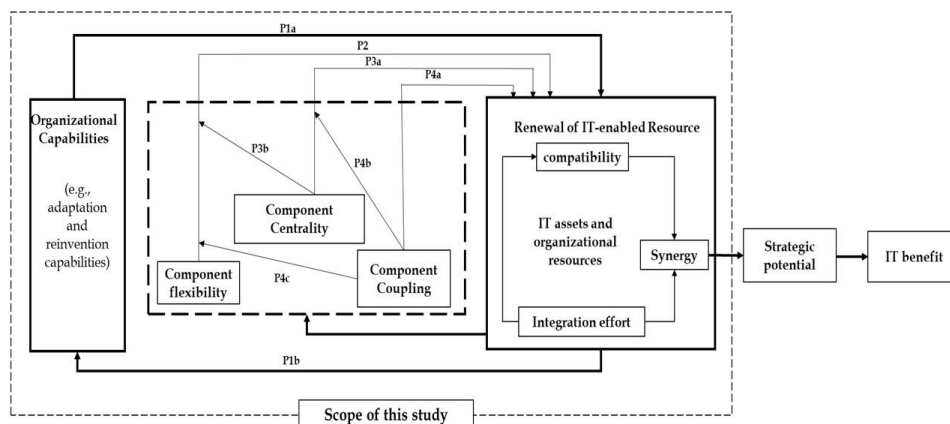 P1a
P2
P3a
P4a
Organizational
Capabilities
(e.g.,
adaptation
and
reinvention
capabilities)
P3b
P4b
Component
Centrality
Component
flexibility
P4c
Component
Coupling
Renewal of IT-enabled Resource
compatibility
IT assets and
organizational
resources
Synergy
Integration effort
Strategic
potential
IT benefit
P1b
Scope of this study